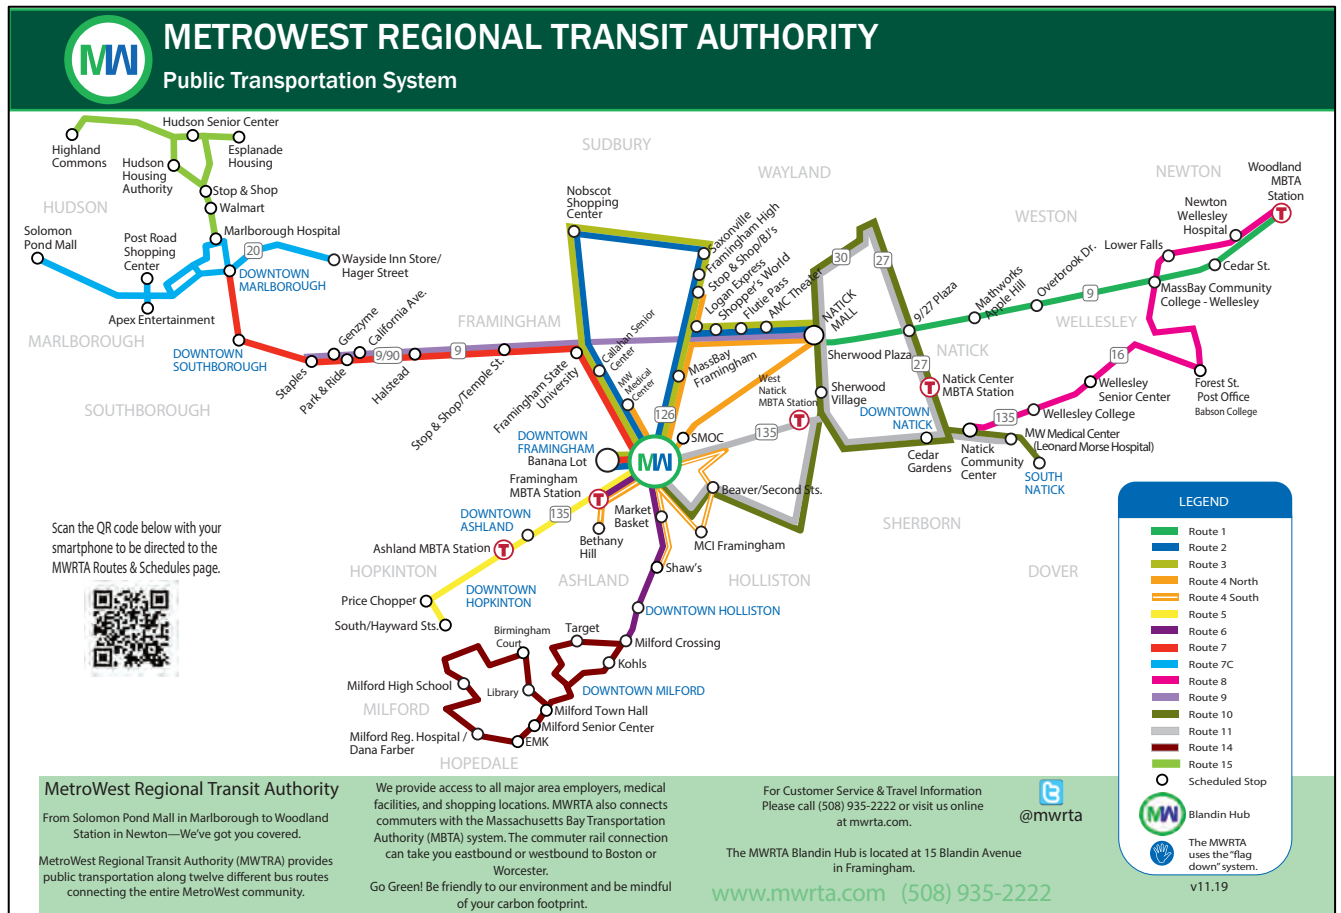 MW
METROWEST REGIONAL TRANSIT AUTHORITY
Public Transportation System
Hudson Senior Center
Highland
Commons
Esplanade
Housing
Hudson
Housing
Authority
Stop & Shop
HUDSON
Walmart
Solomon
Pond Mall
Post Road
Shopping
Center
Marlborough Hospital
20
Wayside Inn Store/
Hager Street
DOWNTOWN
MARLBOROUGH
Apex Entertainment
MARLBOROUGH
DOWNTOWN
SOUTHBOROUGH
SOUTHBOROUGH
Staples
Genzyme
Park & Ride
California Ave.
9/90
Halstead
9
Stop & Shop/Temple St.
FRAMINGHAM
Framingham State
University
SUDBURY
Nobscot
Shopping
Center
WAYLAND
Saxonville
Framingham High
Stop & Shop/BJ's
Logan Express
Shopper's World
Flutie Pass
AMC Theater
Callahan Senior
Center
MW
Medical
Center
MassBay
Framingham
126
30
27
NATICK
MALL
Sherwood Plaza
9/27 Plaza
Mathworks
Apple Hill
Overbrook Dr.
9
WESTON
NEWTON
Woodland
MBTA
Station
T
Newton
Wellesley
Hospital
Lower Falls
Cedar St.
MassBay Community
College - Wellesley
WELLESLEY
NATICK
27
16
T
Natick Center
MBTA Station
Wellesley
Senior Center
Forest St.
Post Office
Babson College
West
Natick
MBTA Station
T
Sherwood
Village
DOWNTOWN
NATICK
135
Wellesley College
135
MW Medical Center
(Leonard Morse Hospital)
Cedar
Gardens
Natick
Community
Center
SOUTH
NATICK
SMOC
DOWNTOWN
FRAMINGHAM
Banana Lot
MW
Framingham
MBTA Station
T
Beaver/Second Sts.
Market
Basket
MCI Framingham
SHERBORN
DOVER
DOWNTOWN
ASHLAND
135
Bethany
Hill
Ashland MBTA Station
T
Shaw's
HOPKINTON
ASHLAND
HOLLISTON
DOWNTOWN
HOPKINTON
Price Chopper
South/Hayward Sts.
DOWNTOWN HOLLISTON
Birmingham
Court
Target
Milford Crossing
Kohls
Milford High School
Library
DOWNTOWN MILFORD
MILFORD
Milford Town Hall
Milford Senior Center
Milford Reg. Hospital /
Dana Farber
EMK
HOPEDALE
Scan the QR code below with your
smartphone to be directed to the
MWRTA Routes & Schedules page.
LEGEND
Route 1
Route 2
Route 3
Route 4 North
Route 4 South
Route 5
Route 6
Route 7
Route 7C
Route 8
Route 9
Route 10
Route 11
Route 14
Route 15
Scheduled Stop
MW
Blandin Hub
The MWRTA
uses the "flag
down" system.
v11.19
MetroWest Regional Transit Authority
From Solomon Pond Mall in Marlborough to Woodland
Station in Newton—We've got you covered.
MetroWest Regional Transit Authority (MWTRA) provides
public transportation along twelve different bus routes
connecting the entire MetroWest community.
We provide access to all major area employers, medical
facilities, and shopping locations. MWRTA also connects
commuters with the Massachusetts Bay Transportation
Authority (MBTA) system. The commuter rail connection
can take you eastbound or westbound to Boston or
Worcester.
Go Green! Be friendly to our environment and be mindful
of your carbon footprint.
For Customer Service & Travel Information
Please call (508) 935-2222 or visit us online
at mwrta.com.
The MWRTA Blandin Hub is located at 15 Blandin Avenue
in Framingham.
@mwrta
www.mwrta.com (508) 935-2222